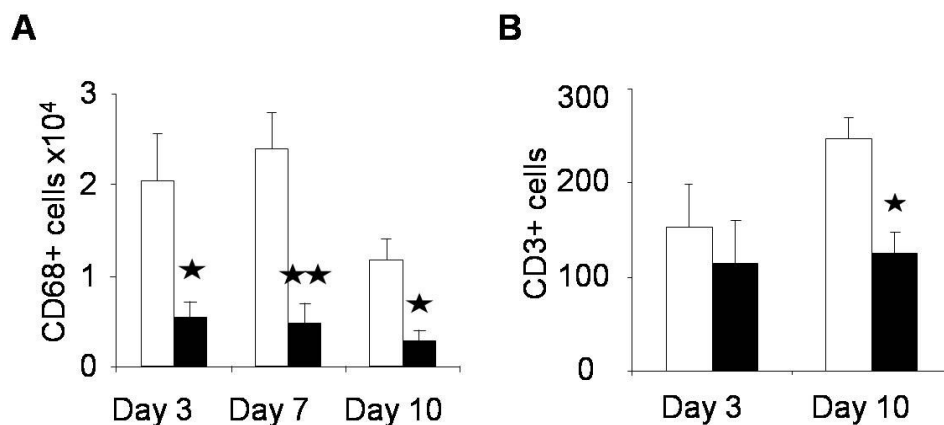 A
CD68+ cells x10⁴
3
2
1
0
Day 3 Day 7 Day 10
★ ★★ ★
B
CD3+ cells
300
200
100
0
Day 3 Day 10
★